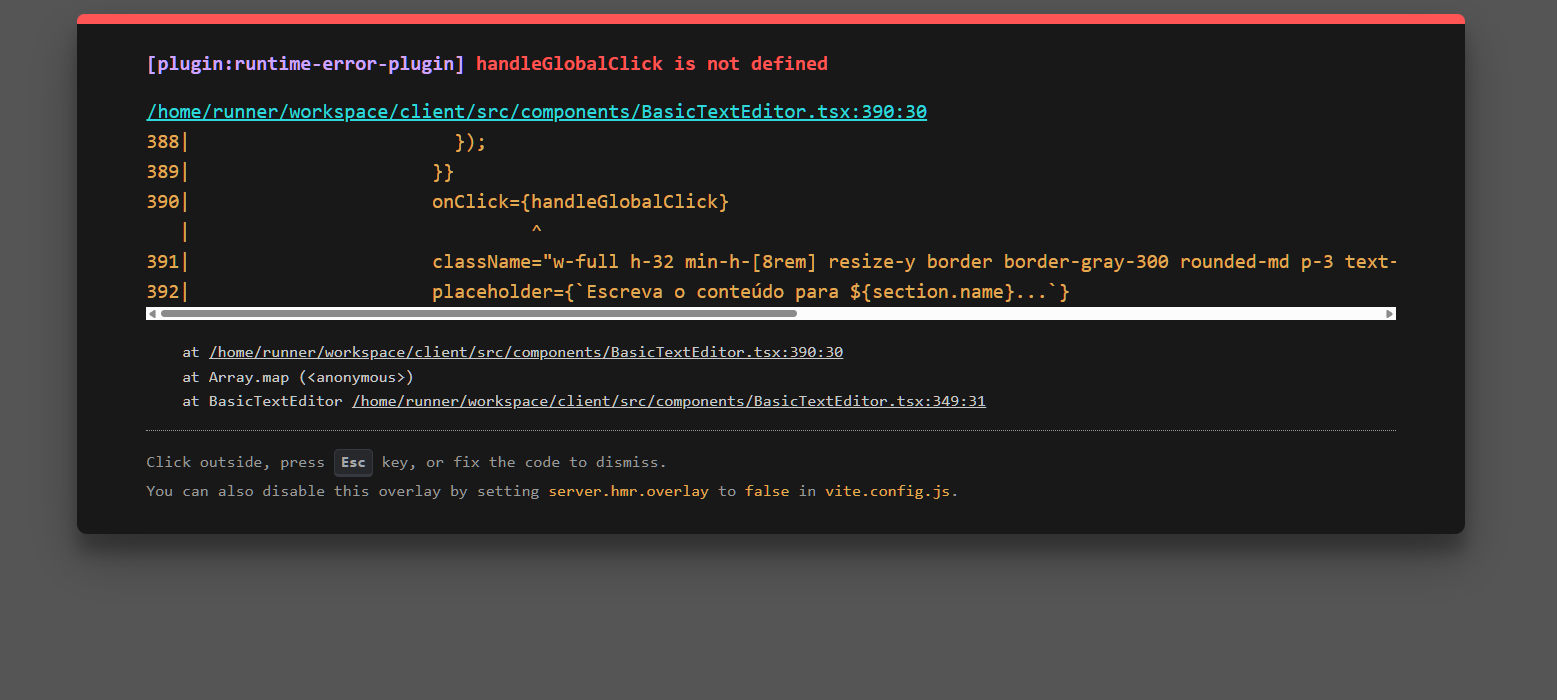 [plugin:runtime-error-plugin] handleGlobalClick is not defined
/home/runner/workspace/client/src/components/BasicTextEditor.tsx:390:30
388|                        });
389|                      }}
390|                      onClick={handleGlobalClick}
   |                               ^
391|                      className="w-full h-32 min-h-[8rem] resize-y border border-gray-300 rounded-md p-3 text-
392|                      placeholder={`Escreva o conteúdo para ${section.name}...`}
at /home/runner/workspace/client/src/components/BasicTextEditor.tsx:390:30
at Array.map (<anonymous>)
at BasicTextEditor /home/runner/workspace/client/src/components/BasicTextEditor.tsx:349:31
Click outside, press Esc key, or fix the code to dismiss.
You can also disable this overlay by setting server.hmr.overlay to false in vite.config.js.